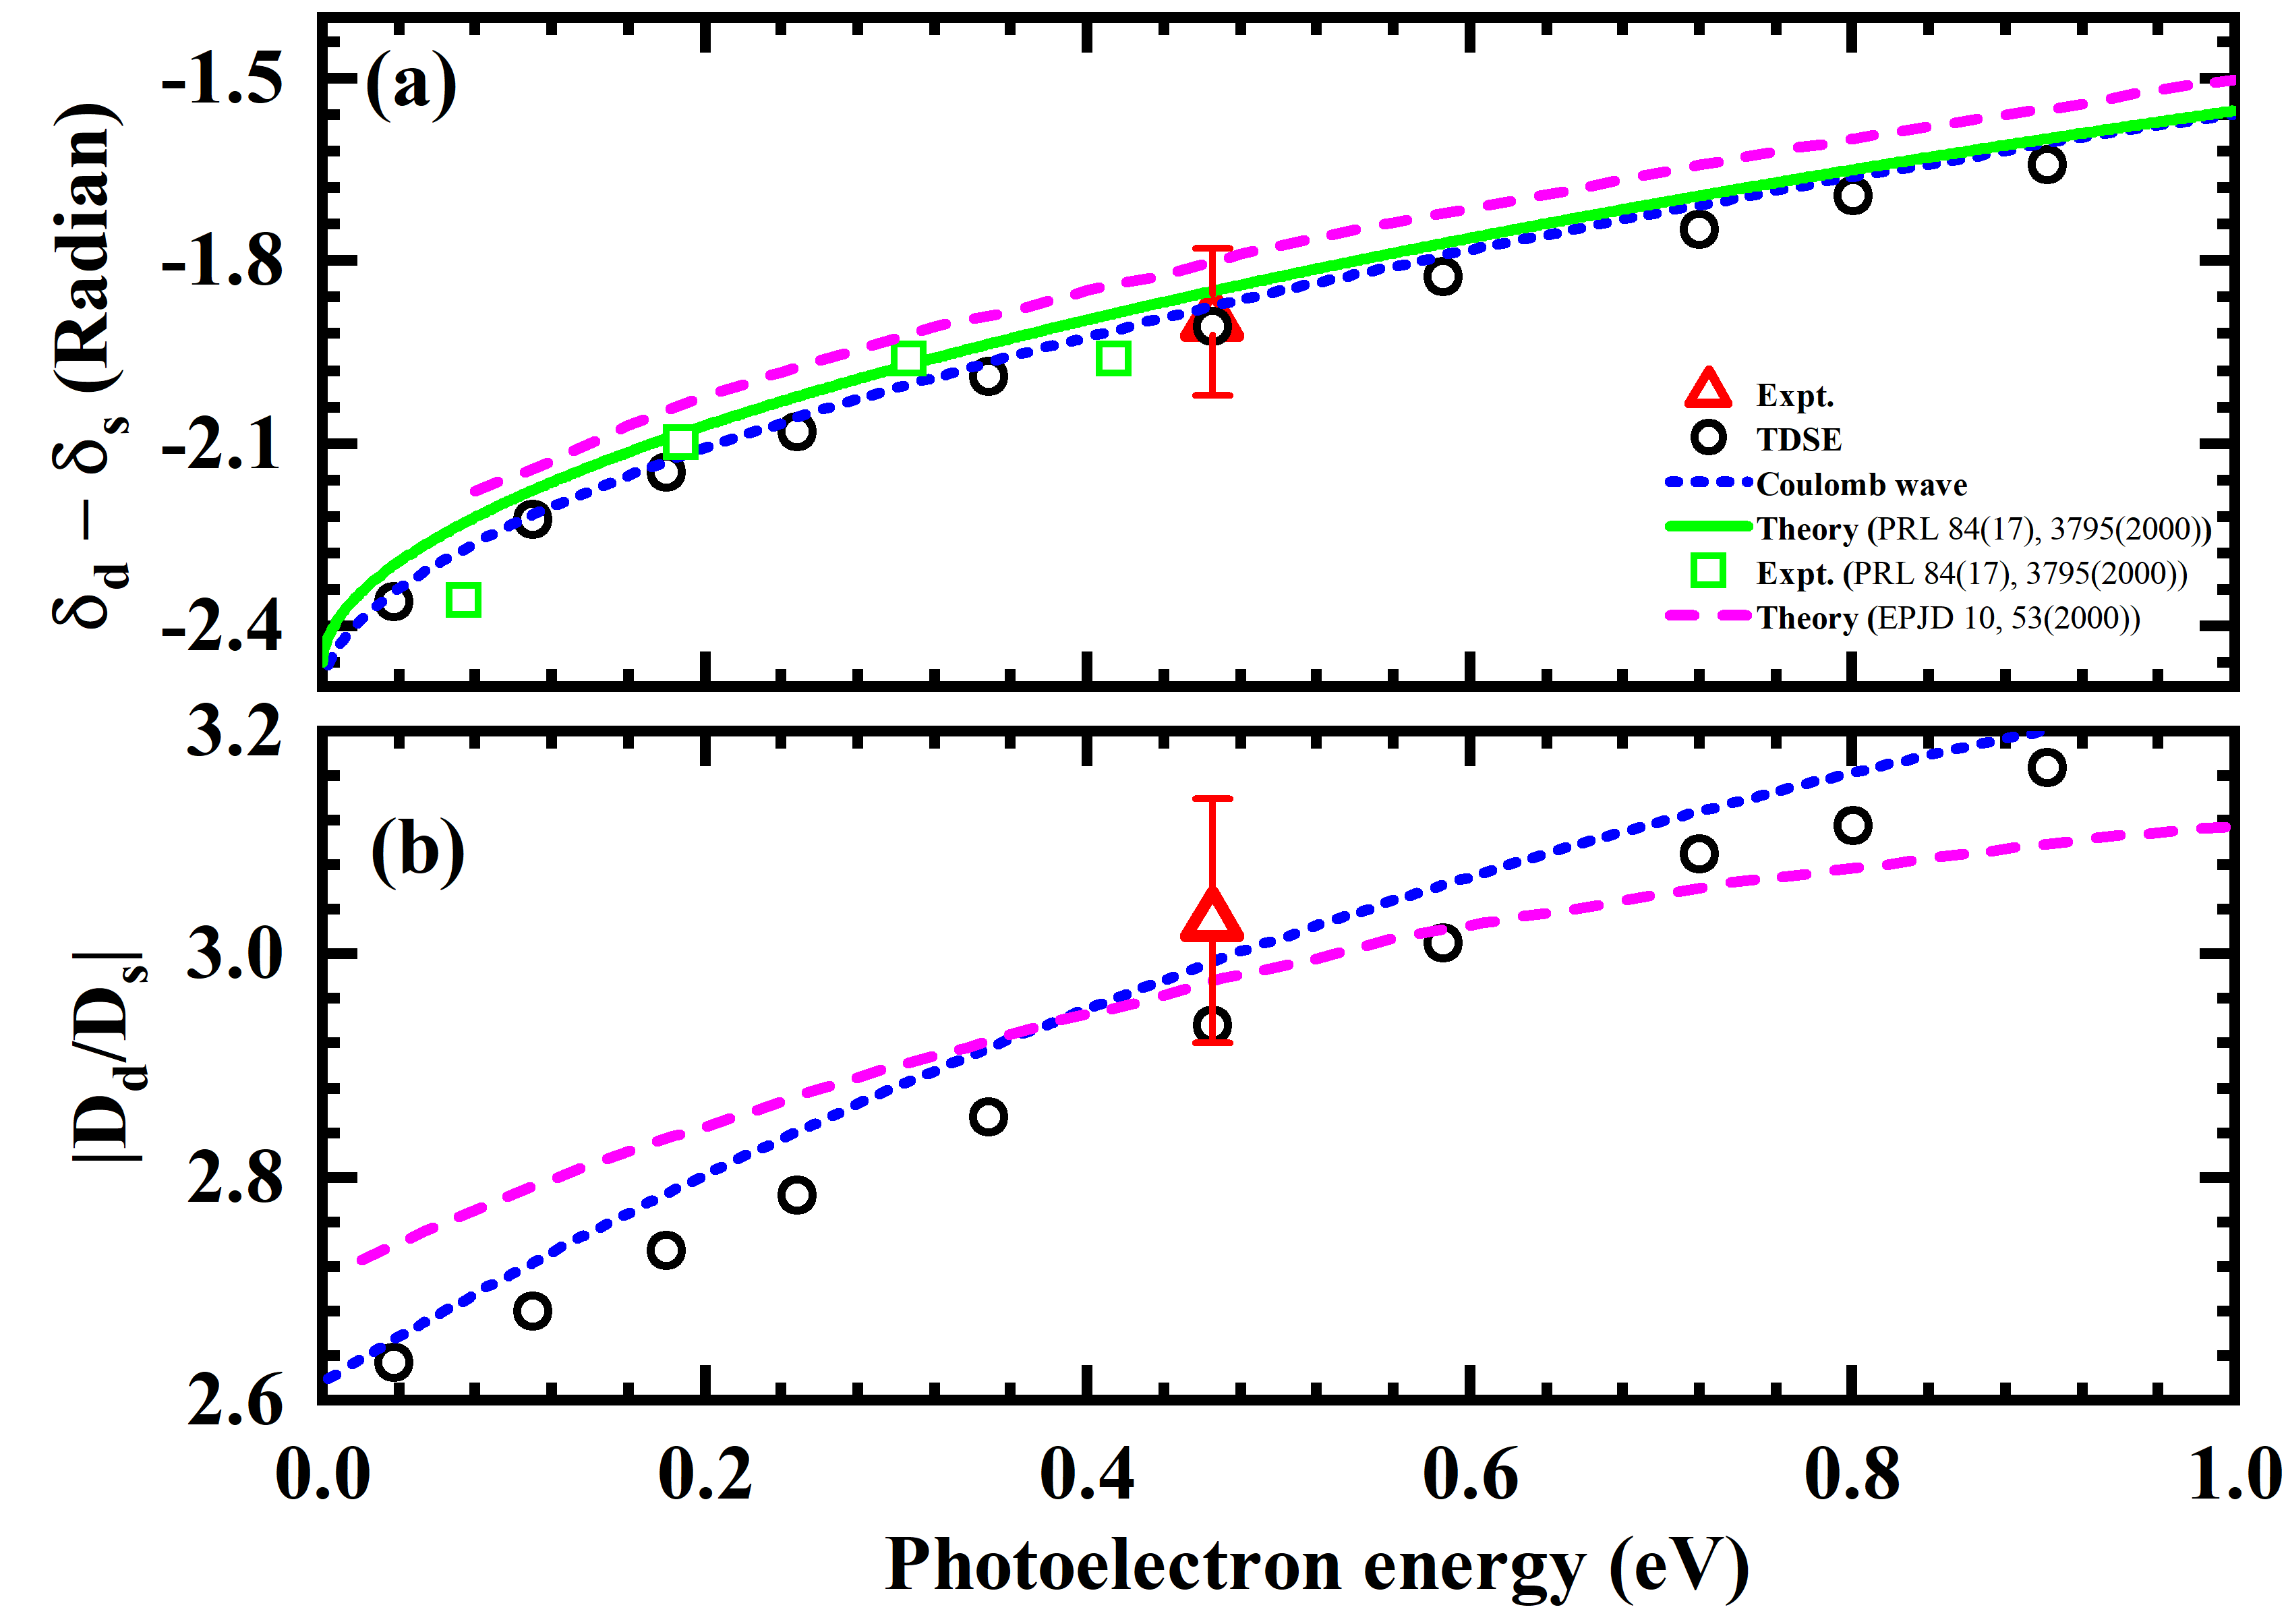 (a)
δd − δs (Radian)
-1.5
-1.8
-2.1
-2.4
Expt.
TDSE
Coulomb wave
Theory (PRL 84(17), 3795(2000))
Expt. (PRL 84(17), 3795(2000))
Theory (EPJD 10, 53(2000))
(b)
|Dd/Ds|
3.2
3.0
2.8
2.6
0.0 0.2 0.4 0.6 0.8 1.0
Photoelectron energy (eV)